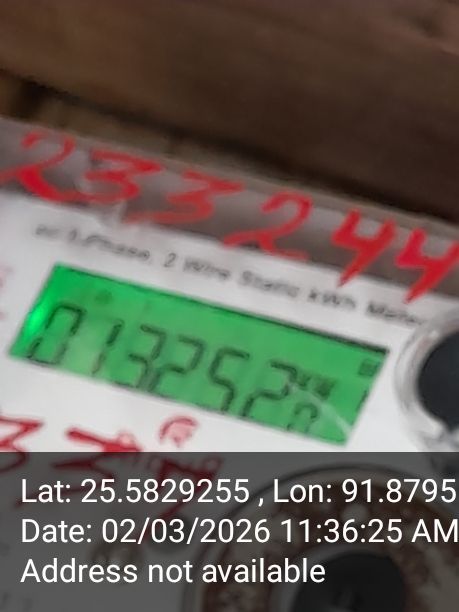 233244
1-Phase, 2 Wire Static kWh Meter
013252
Lat: 25.5829255 , Lon: 91.8795
Date: 02/03/2026 11:36:25 AM
Address not available